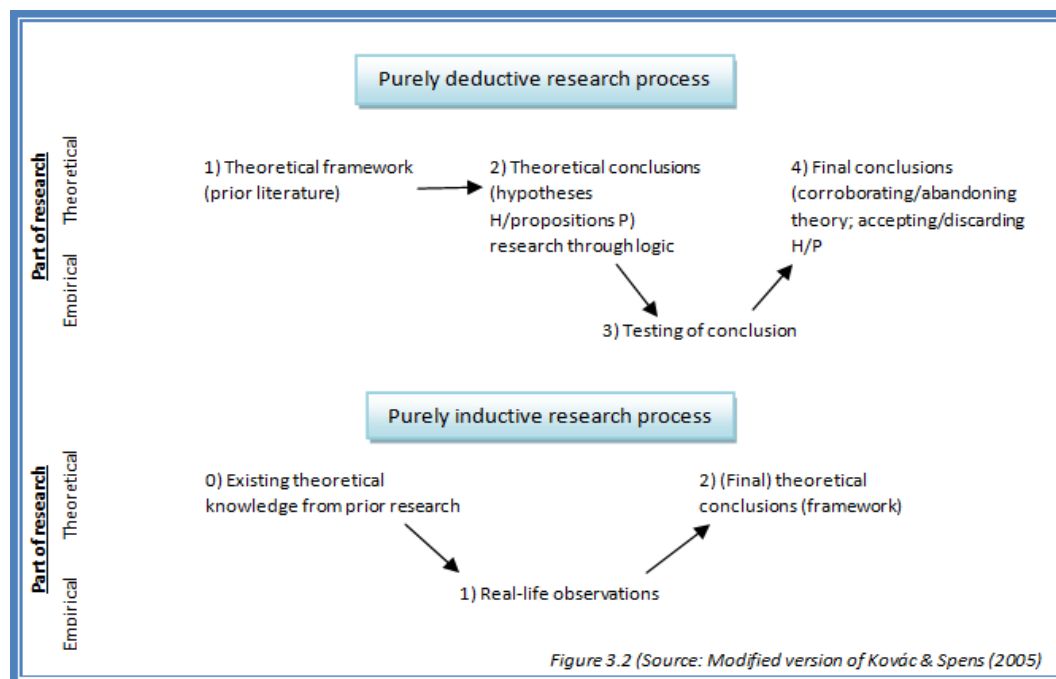 Purely deductive research process
Part of research
Theoretical
Empirical
1) Theoretical framework
(prior literature)
2) Theoretical conclusions
(hypotheses
H/propositions P)
research through logic
4) Final conclusions
(corroborating/abandoning
theory; accepting/discarding
H/P
3) Testing of conclusion
Purely inductive research process
Part of research
Theoretical
Empirical
0) Existing theoretical
knowledge from prior research
2) (Final) theoretical
conclusions (framework)
1) Real-life observations
Figure 3.2 (Source: Modified version of Kovác & Spens (2005)